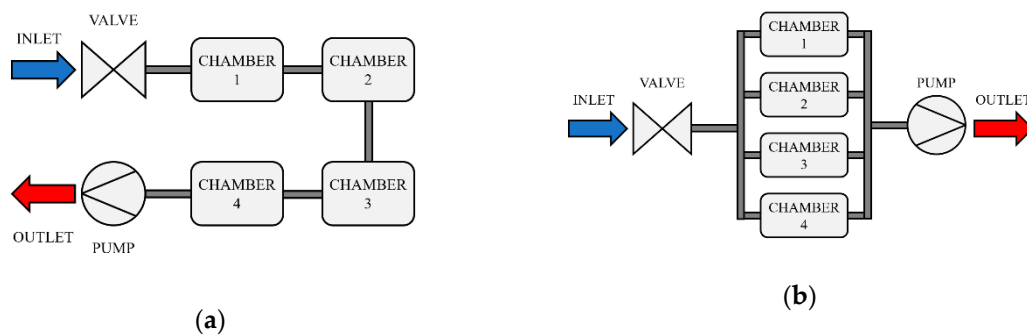 VALVE
INLET
CHAMBER
1
CHAMBER
2
CHAMBER
4
CHAMBER
3
OUTLET
PUMP
(a)
CHAMBER
1
CHAMBER
2
CHAMBER
3
CHAMBER
4
INLET
VALVE
PUMP
OUTLET
(b)